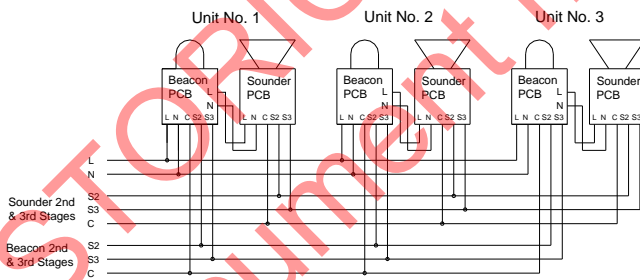 Unit No. 1 Unit No. 2 Unit No. 3
Beacon PCB L N
L N C S2 S3
Sounder PCB
L N C S2 S3
Beacon PCB L N
L N C S2 S3
Sounder PCB
L N C S2 S3
Beacon PCB L N
L N C S2 S3
Sounder PCB
L N C S2 S3
L
N
Sounder 2nd & 3rd Stages
S2
S3
C
Beacon 2nd & 3rd Stages
S2
S3
C
STORIC
ument